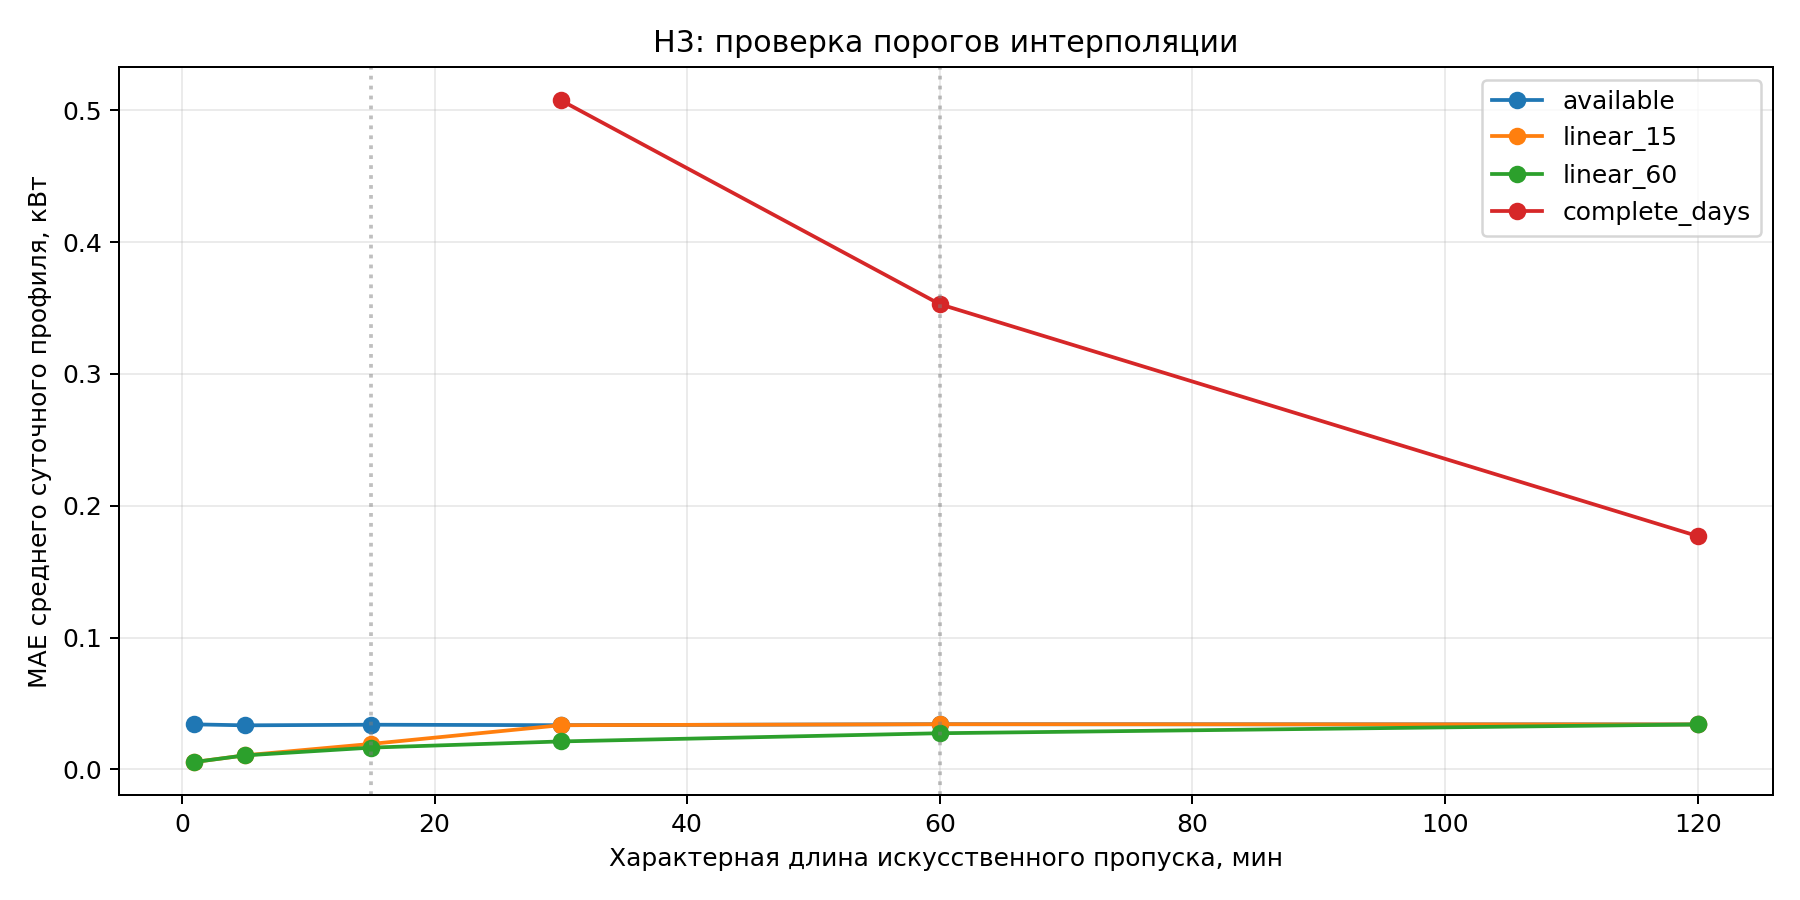 H3: проверка порогов интерполяции
MAE среднего суточного профиля, кВт
0.5
0.4
0.3
0.2
0.1
0.0
available
linear_15
linear_60
complete_days
0 20 40 60 80 100 120
Характерная длина искусственного пропуска, мин